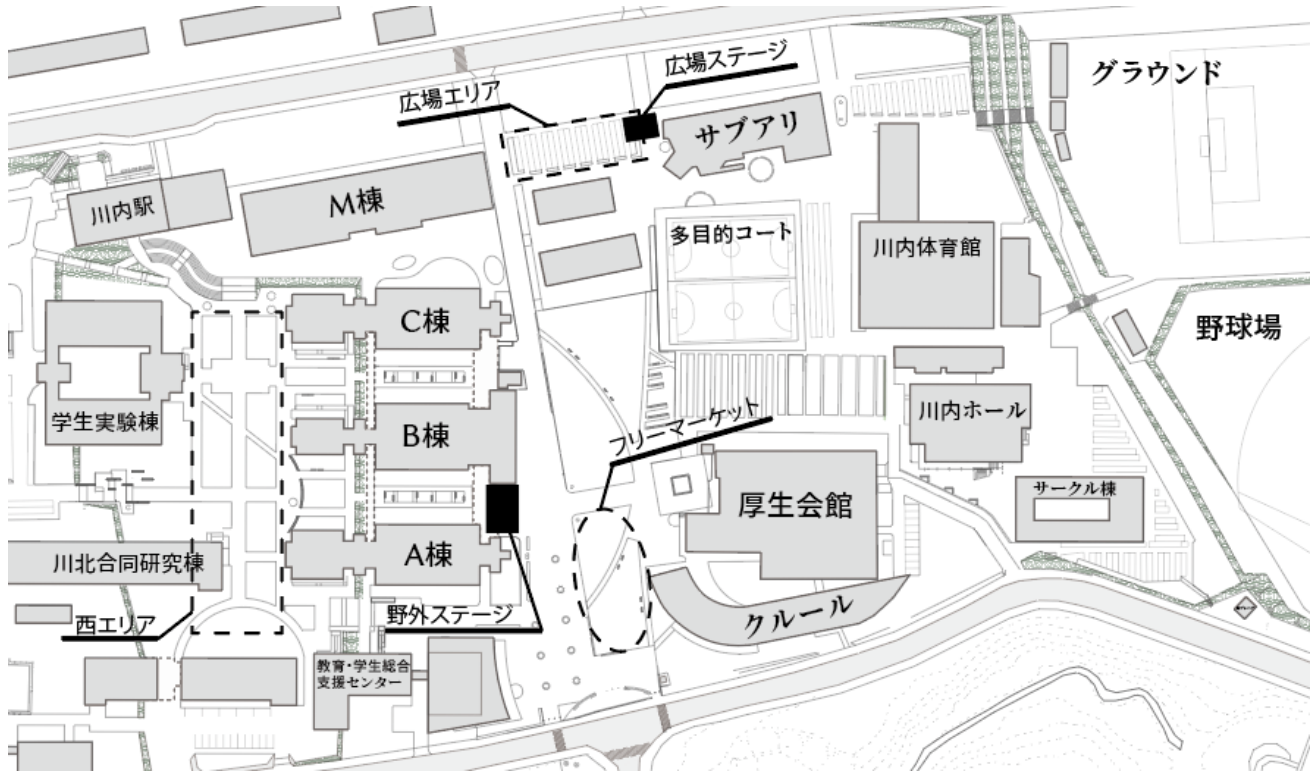 グラウンド
広場ステージ
広場エリア
サブアリ
M棟
川内駅
多目的コート
川内体育館
野球場
C棟
学生実験棟
B棟
フリーマーケット
川内ホール
厚生会館
サークル棟
川北合同研究棟
A棟
西エリア
野外ステージ
クルール
教育・学生総合
支援センター